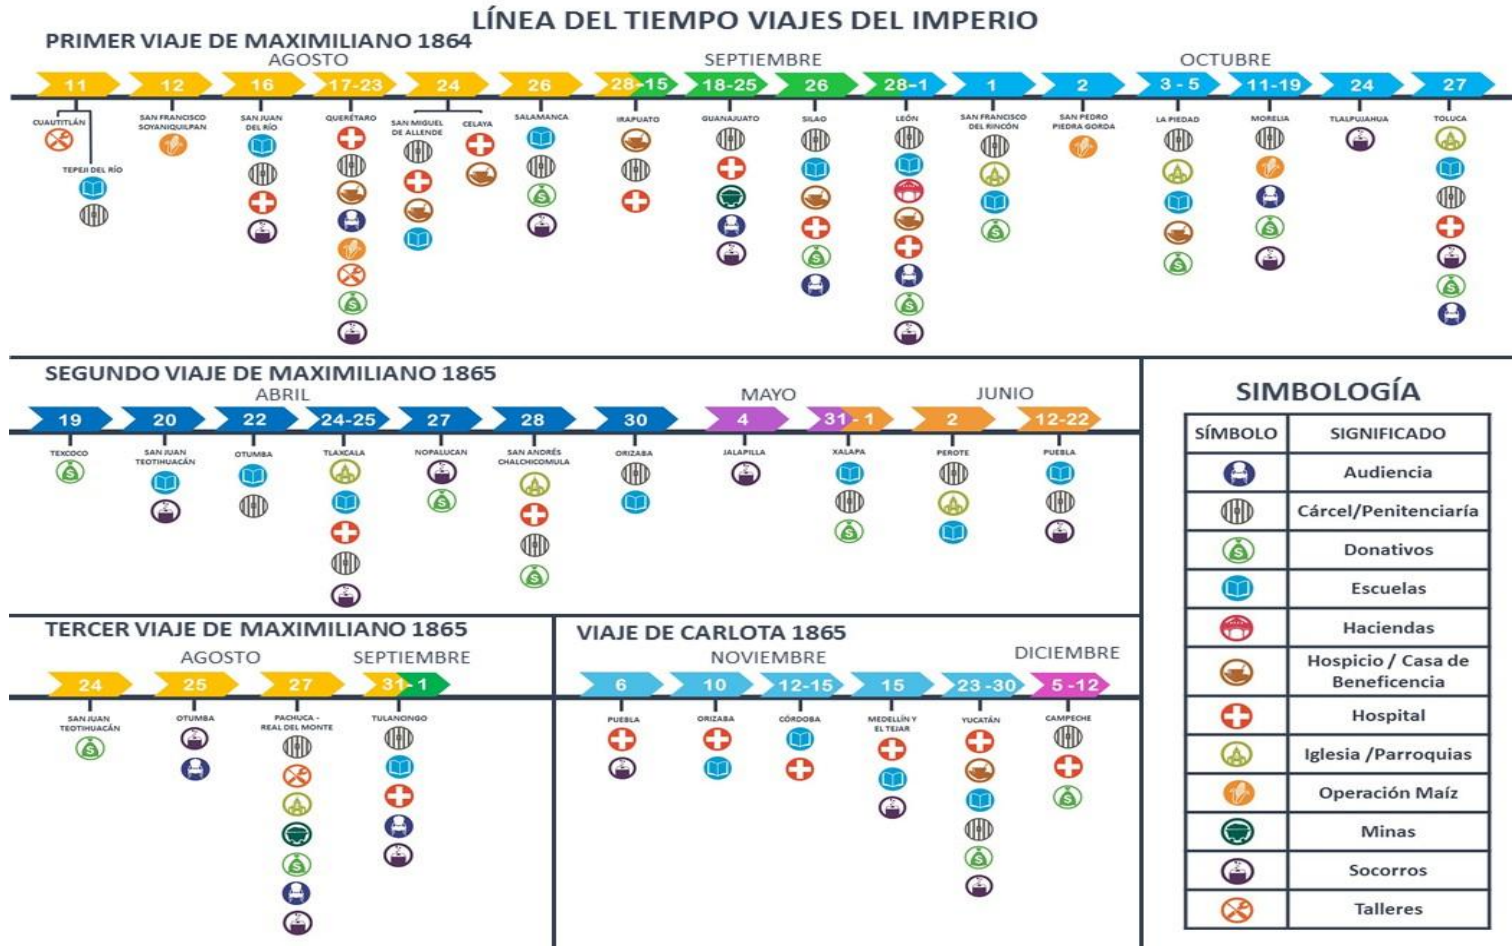 LÍNEA DEL TIEMPO VIAJES DEL IMPERIO
PRIMER VIAJE DE MAXIMILIANO 1864
AGOSTO
SEPTIEMBRE
OCTUBRE
11
12
16
17-23
24
26
28-15
18-25
26
28-1
1
2
3 - 5
11-19
24
27
CUAUTITLÁN
TEPEJI DEL RÍO
SAN FRANCISCO
SOYANIQUILPAN
SAN JUAN
DEL RÍO
QUERÉTARO
SAN MIGUEL
DE ALLENDE
CELAYA
SALAMANCA
IRAPUATO
GUANAJUATO
SILAO
LEÓN
SAN FRANCISCO
DEL RINCÓN
SAN PEDRO
PIEDRA GORDA
LA PIEDAD
MORELIA
TLALPUJAHUA
TOLUCA
SEGUNDO VIAJE DE MAXIMILIANO 1865
ABRIL
MAYO
JUNIO
19
20
22
24-25
27
28
30
4
31 - 1
2
12-22
TEXCOCO
SAN JUAN
TEOTIHUACÁN
OTUMBA
TLAXCALA
NOPALUCAN
SAN ANDRÉS
CHALCHICOMULA
ORIZABA
JALAPILLA
XALAPA
PEROTE
PUEBLA
TERCER VIAJE DE MAXIMILIANO 1865
AGOSTO
SEPTIEMBRE
24
25
27
31- 1
SAN JUAN
TEOTIHUACÁN
OTUMBA
PACHUCA -
REAL DEL MONTE
TULANCINGO
VIAJE DE CARLOTA 1865
NOVIEMBRE
DICIEMBRE
6
10
12-15
15
23 -30
5 -12
PUEBLA
ORIZABA
CÓRDOBA
MEDELLÍN Y
EL TEJAR
YUCATÁN
CAMPECHE
SIMBOLOGÍA
SÍMBOLO
SIGNIFICADO
Audiencia
Cárcel/Penitenciaría
Donativos
Escuelas
Haciendas
Hospicio / Casa de
Beneficencia
Hospital
Iglesia /Parroquias
Operación Maíz
Minas
Socorros
Talleres